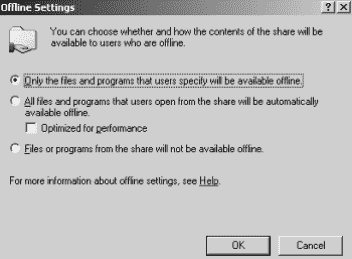 Offline Settings
You can choose whether and how the contents of the share will be
available to users who are offline.
Only the files and programs that users specify will be available offline.
All files and programs that users open from the share will be automatically
available offline.
Optimized for performance
Files or programs from the share will not be available offline.
For more information about offline settings, see Help.
OK
Cancel